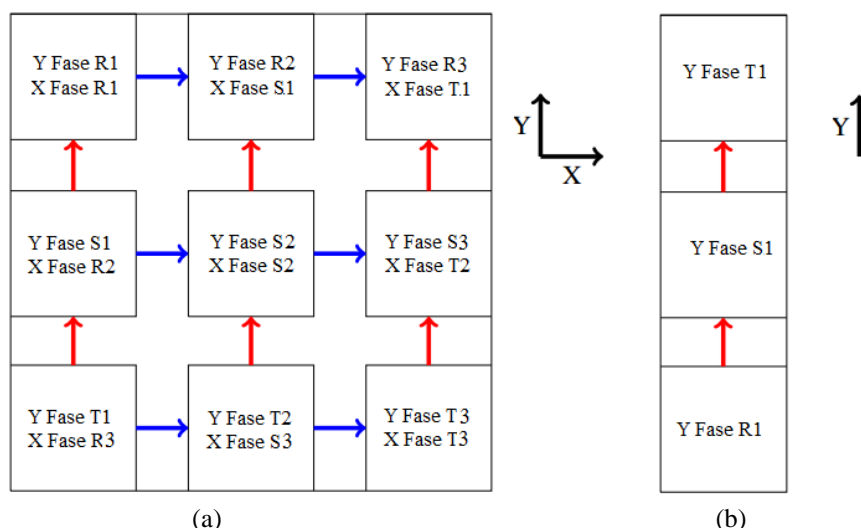 Y Fase R1
X Fase R1
Y Fase R2
X Fase S1
Y Fase R3
X Fase T1
Y
X
Y Fase S1
X Fase R2
Y Fase S2
X Fase S2
Y Fase S3
X Fase T2
Y Fase T1
X Fase R3
Y Fase T2
X Fase S3
Y Fase T3
X Fase T3
(a)
Y Fase T1
Y
Y Fase S1
Y Fase R1
(b)